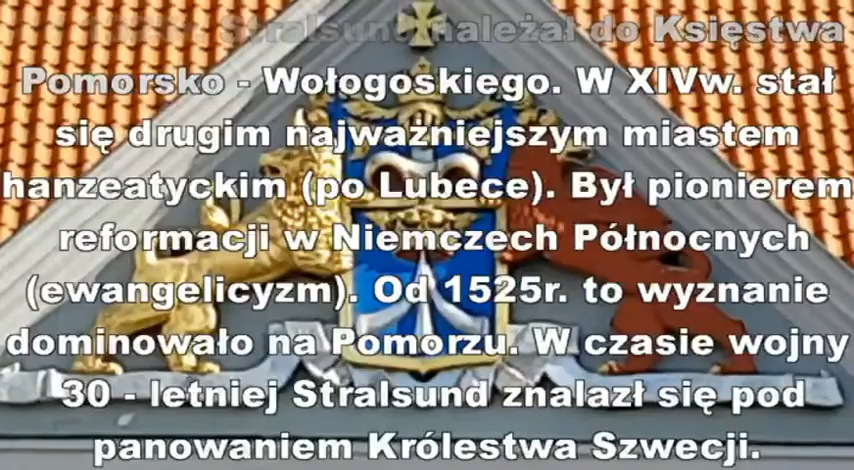 Stralsund należał do Księstwa
Pomorsko - Wołogoskiego. W XIVw. stał
się drugim najważniejszym miastem
hanzeatyckim (po Lubece). Był pionierem
reformacji w Niemczech Północnych
(ewangelicyzm). Od 1525r. to wyznanie
dominowało na Pomorzu. W czasie wojny
30 - letniej Stralsund znalazł się pod
panowaniem Królestwa Szwecji.